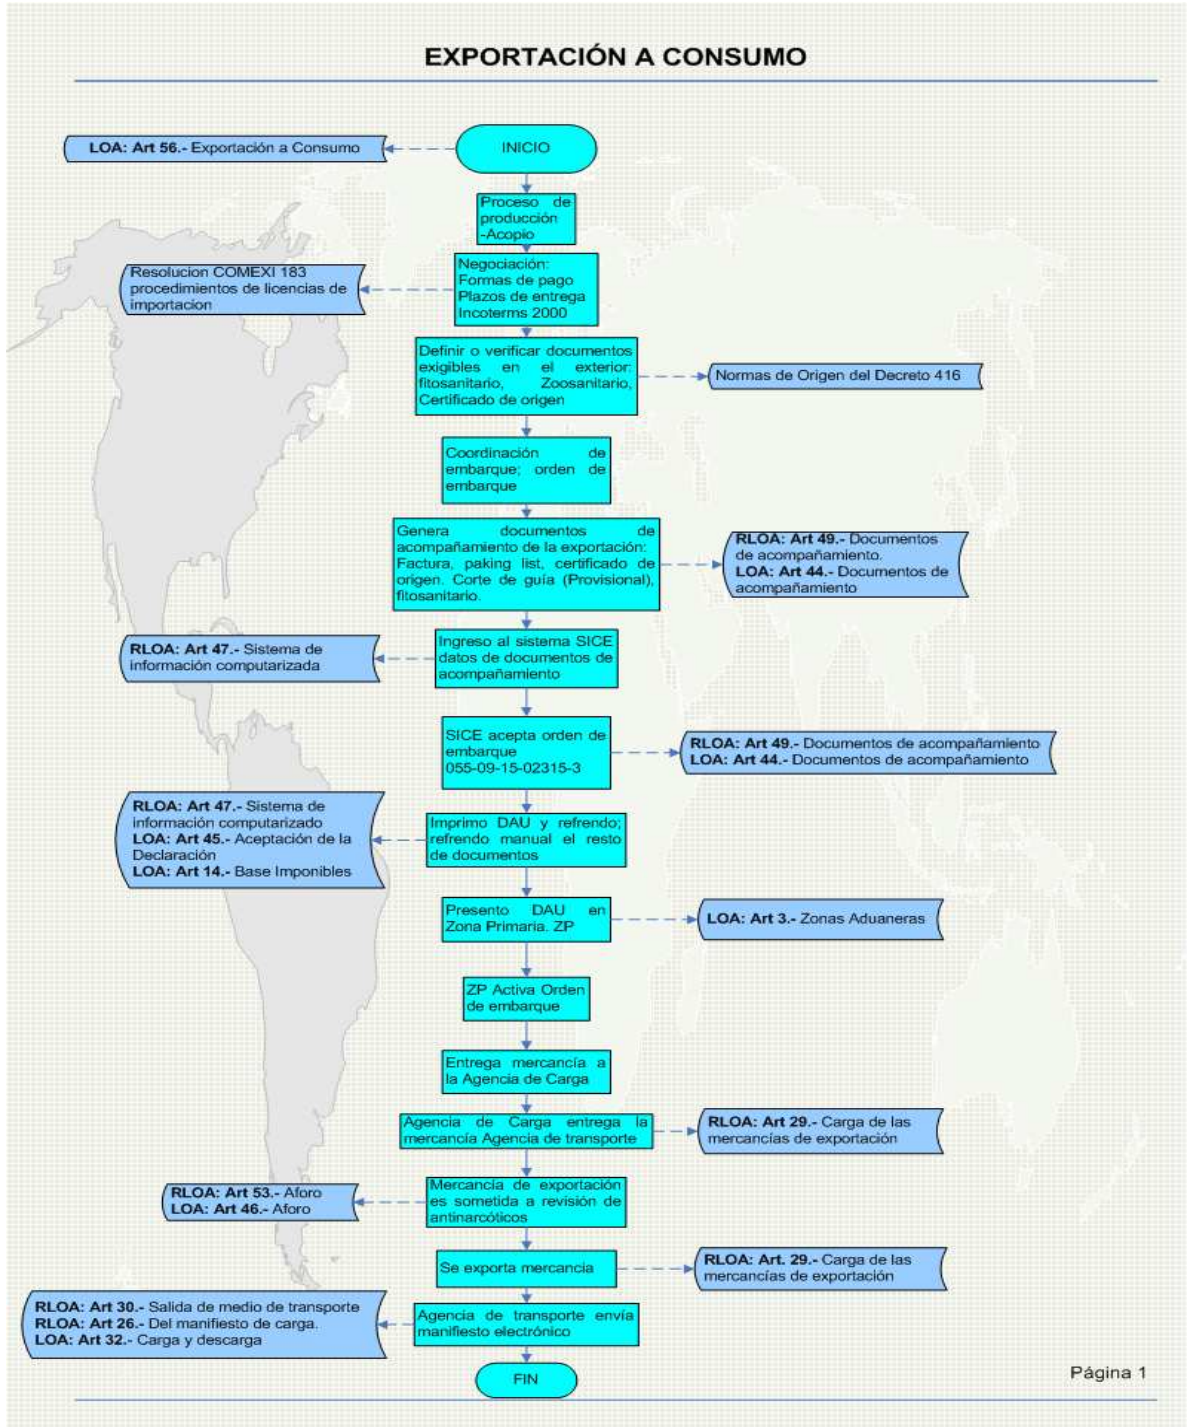 EXPORTACIÓN A CONSUMO
LOA: Art 56.- Exportación a Consumo
INICIO
Proceso de
producción
-Acopio
Negociación:
Formas de pago
Plazos de entrega
Incoterms 2000
Resolucion COMEXI 183
procedimientos de licencias de
importacion
Definir o verificar documentos
exigibles en el exterior:
fitosanitario, Zoosanitario,
Certificado de origen
Normas de Origen del Decreto 416
Coordinación de
embarque; orden de
embarque
Genera documentos de
acompañamiento de la exportación:
Factura, paking list, certificado de
origen. Corte de guía (Provisional),
fitosanitario.
RLOA: Art 49.- Documentos
de acompañamiento.
LOA: Art 44.- Documentos de
acompañamiento
Ingreso al sistema SICE
datos de documentos de
acompañamiento
RLOA: Art 47.- Sistema de
información computarizada
SICE acepta orden de
embarque
055-09-15-02315-3
RLOA: Art 49.- Documentos de acompañamiento
LOA: Art 44.- Documentos de acompañamiento
RLOA: Art 47.- Sistema de
información computarizado
LOA: Art 45.- Aceptación de la
Declaración
LOA: Art 14.- Base Imponibles
Imprimo DAU y refrendo;
refrendo manual el resto
de documentos
Presento DAU en
Zona Primaria. ZP
LOA: Art 3.- Zonas Aduaneras
ZP Activa Orden
de embarque
Entrega mercancía a
la Agencia de Carga
Agencia de Carga entrega la
mercancía Agencia de transporte
RLOA: Art 29.- Carga de las
mercancías de exportación
Mercancía de exportación
es sometida a revisión de
antinarcóticos
RLOA: Art 53.- Aforo
LOA: Art 46.- Aforo
Se exporta mercancia
RLOA: Art. 29.- Carga de las
mercancías de exportación
RLOA: Art 30.- Salida de medio de transporte
RLOA: Art 26.- Del manifiesto de carga.
LOA: Art 32.- Carga y descarga
Agencia de transporte envía
manifiesto electrónico
FIN
Página 1